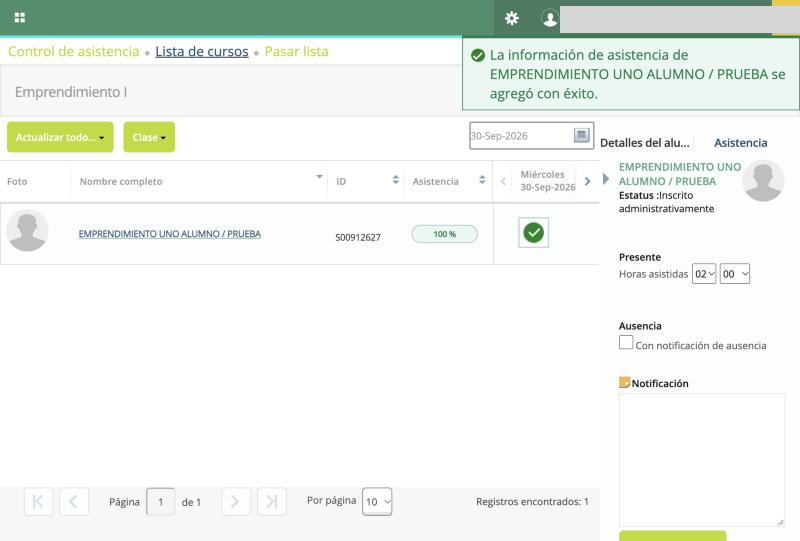 Control de asistencia • Lista de cursos • Pasar lista
La información de asistencia de
EMPRENDIMIENTO UNO ALUMNO / PRUEBA se
agregó con éxito.
Emprendimiento I
Actualizar todo... Clase 30-Sep-2026
Detalles del alu... Asistencia
Foto Nombre completo ID Asistencia
Miércoles
30-Sep-2026
EMPRENDIMIENTO UNO ALUMNO / PRUEBA S00912627 100 %
EMPRENDIMIENTO UNO
ALUMNO / PRUEBA
Estatus :Inscrito
administrativamente
Presente
Horas asistidas 02 00
Ausencia
Con notificación de ausencia
Notificación
Página 1 de 1 Por página 10 Registros encontrados: 1